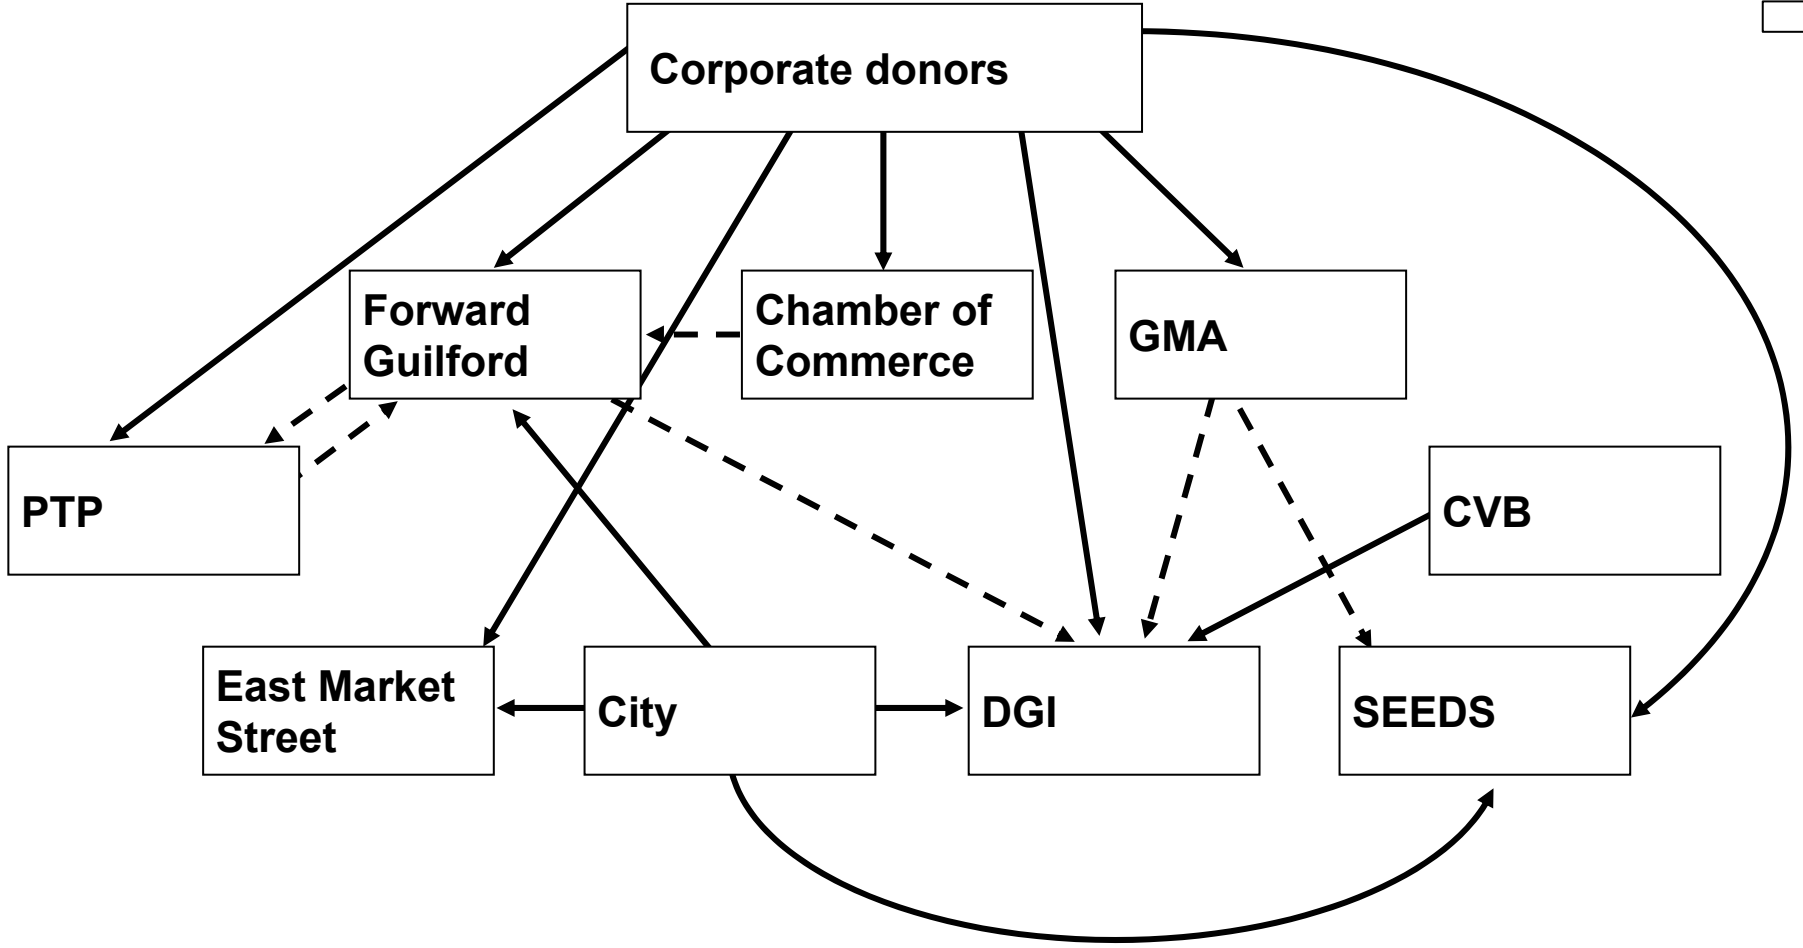 Corporate donors
Forward
Guilford
Chamber of
Commerce
GMA
PTP
CVB
East Market
Street
City
DGI
SEEDS